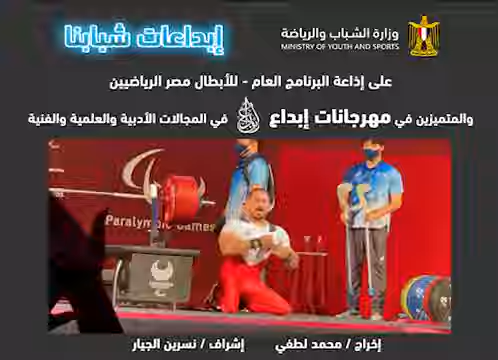 إبداعات شبابنا
وزارة الشباب والرياضة
MINISTRY OF YOUTH AND SPORTS
على إذاعة البرنامج العام - للأبطال مصر الرياضيين
والمتميزين في مهرجانات إبداع في المجالات الأدبية والعلمية والفنية
Paralympic Games
إخراج / محمد لطفي
إشراف / نسرين الجيار